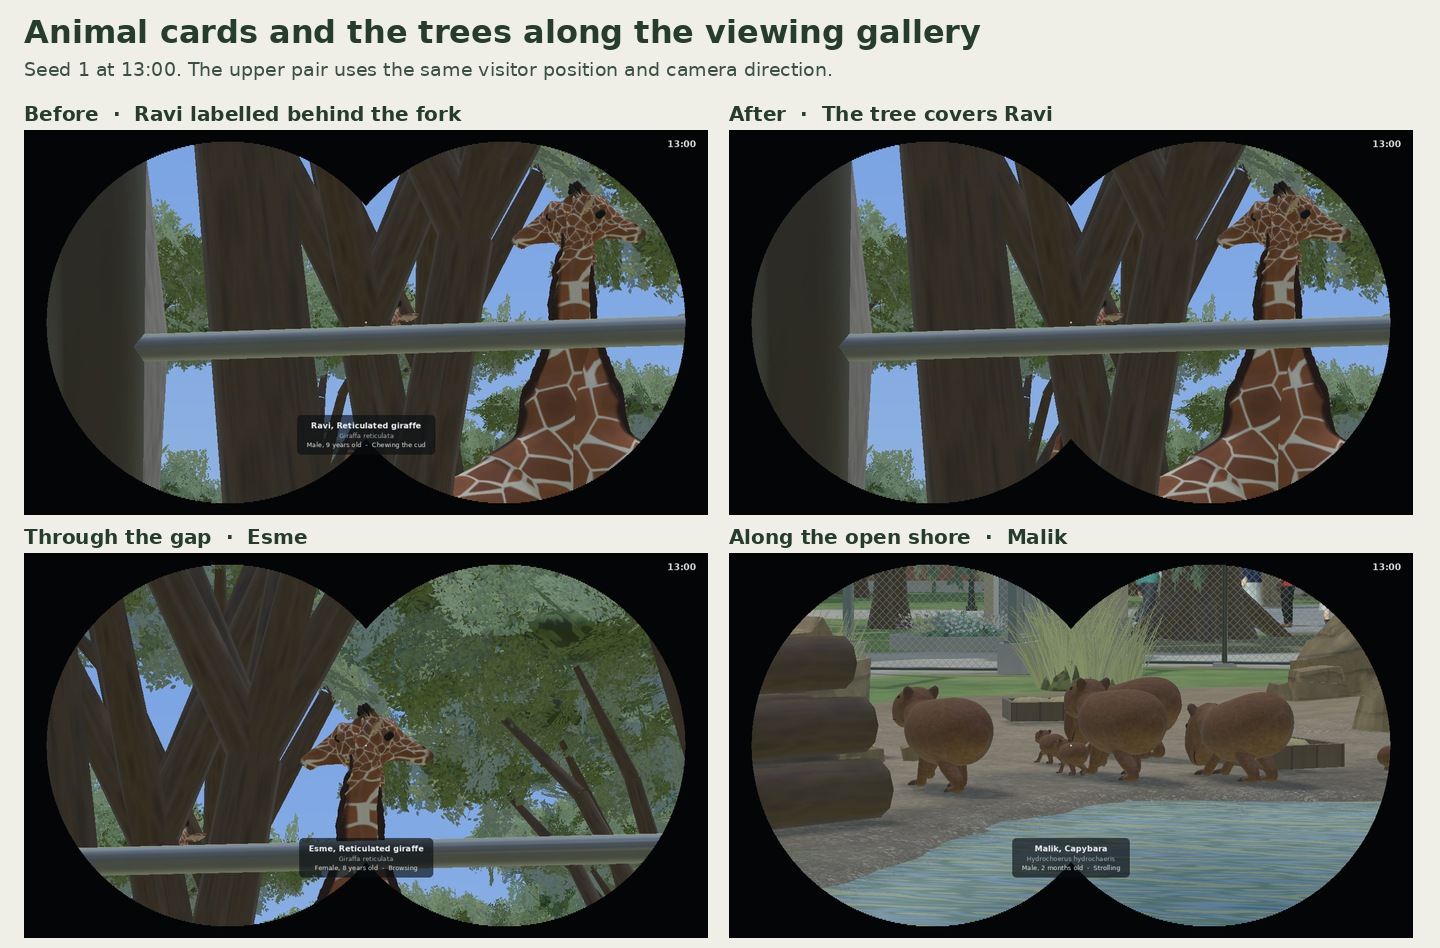 Animal cards and the trees along the viewing gallery
Seed 1 at 13:00. The upper pair uses the same visitor position and camera direction.
Before · Ravi labelled behind the fork
13:00
Ravi, Reticulated giraffe
Giraffa reticulata
Male, 9 years old - Chewing the cud
After · The tree covers Ravi
13:00
Through the gap · Esme
13:00
Esme, Reticulated giraffe
Giraffa reticulata
Female, 8 years old - Browsing
Along the open shore · Malik
13:00
Malik, Capybara
Hydrochoerus hydrochaeris
Male, 2 months old - Strolling